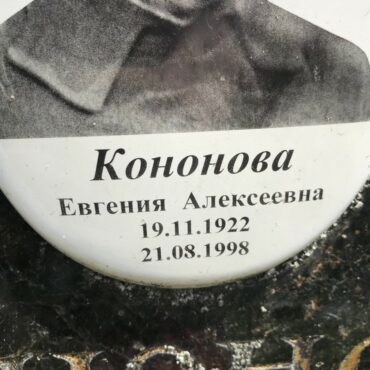 Кононова
Евгения Алексеевна
19.11.1922
21.08.1998